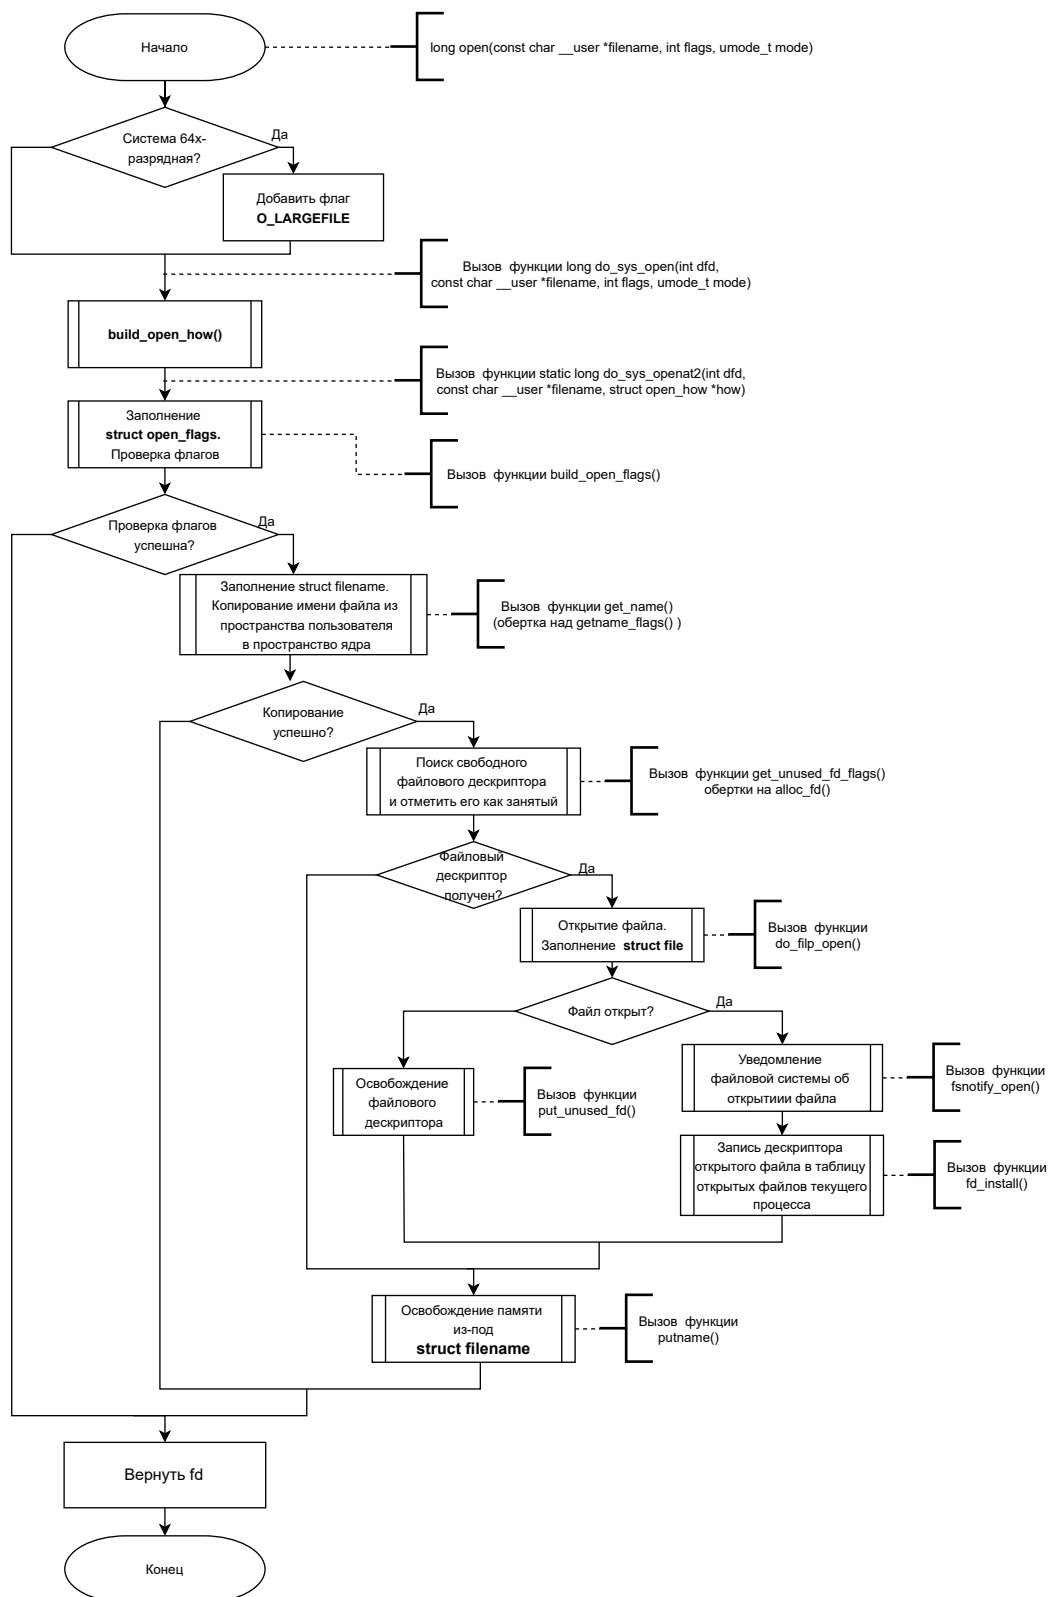 Начало
long open(const char __user *filename, int flags, umode_t mode)
Система 64х-
разрядная?
Да
Добавить флаг
O_LARGEFILE
Вызов функции long do_sys_open(int dfd,
const char __user *filename, int flags, umode_t mode)
build_open_how()
Вызов функции static long do_sys_openat2(int dfd,
const char __user *filename, struct open_how *how)
Заполнение
struct open_flags.
Проверка флагов
Вызов функции build_open_flags()
Проверка флагов
успешна?
Да
Заполнение struct filename.
Копирование имени файла из
пространства пользователя
в пространство ядра
Вызов функции get_name()
(обертка над getname_flags() )
Копирование
успешно?
Да
Поиск свободного
файлового дескриптора
и отметить его как занятый
Вызов функции get_unused_fd_flags()
обертки на alloc_fd()
Файловый
дескриптор
получен?
Да
Открытие файла.
Заполнение struct file
Вызов функции
do_filp_open()
Файл открыт?
Да
Освобождение
файлового
дескриптора
Вызов функции
put_unused_fd()
Уведомление
файловой системы об
открытиии файла
Вызов функции
fsnotify_open()
Запись дескриптора
открытого файла в таблицу
открытых файлов текущего
процесса
Вызов функции
fd_install()
Освобождение памяти
из-под
struct filename
Вызов функции
putname()
Вернуть fd
Конец